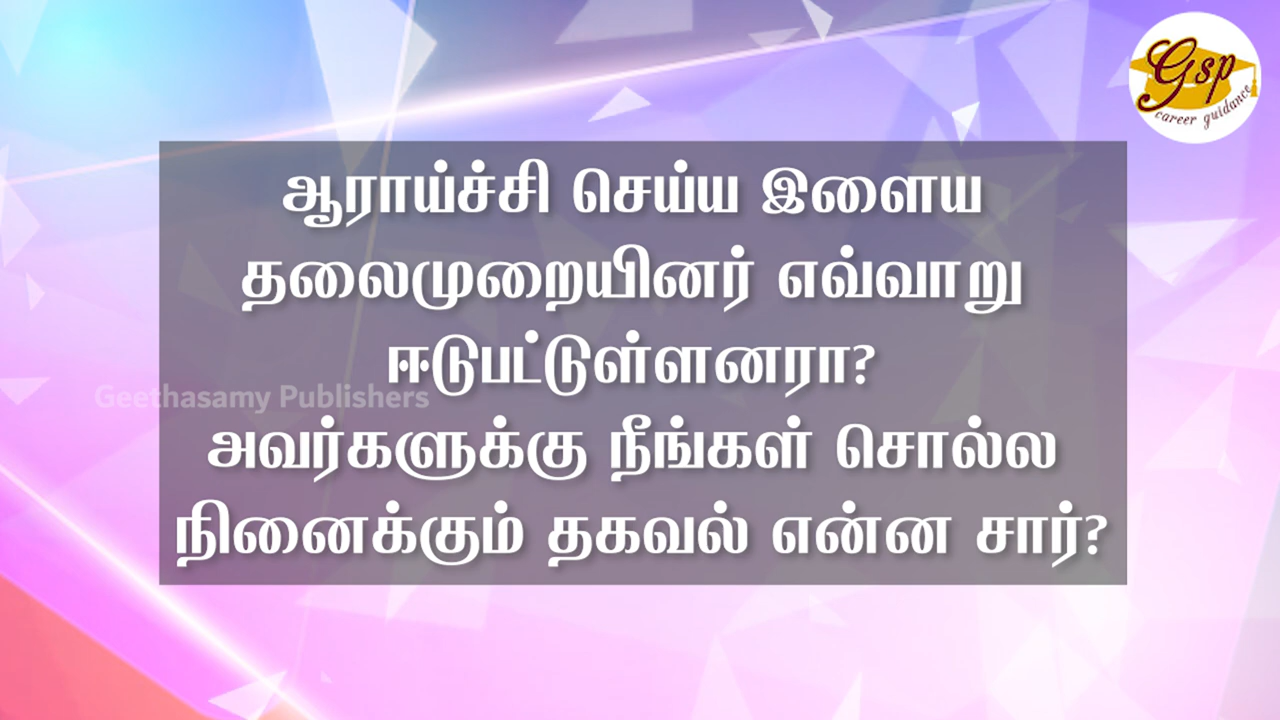 Gsp
career guidance
ஆராய்ச்சி செய்ய இளைய
தலைமுறையினர் எவ்வாறு
ஈடுபட்டுள்ளனரா?
Geethasamy Publishers
அவர்களுக்கு நீங்கள் சொல்ல
நினைக்கும் தகவல் என்ன சார்?